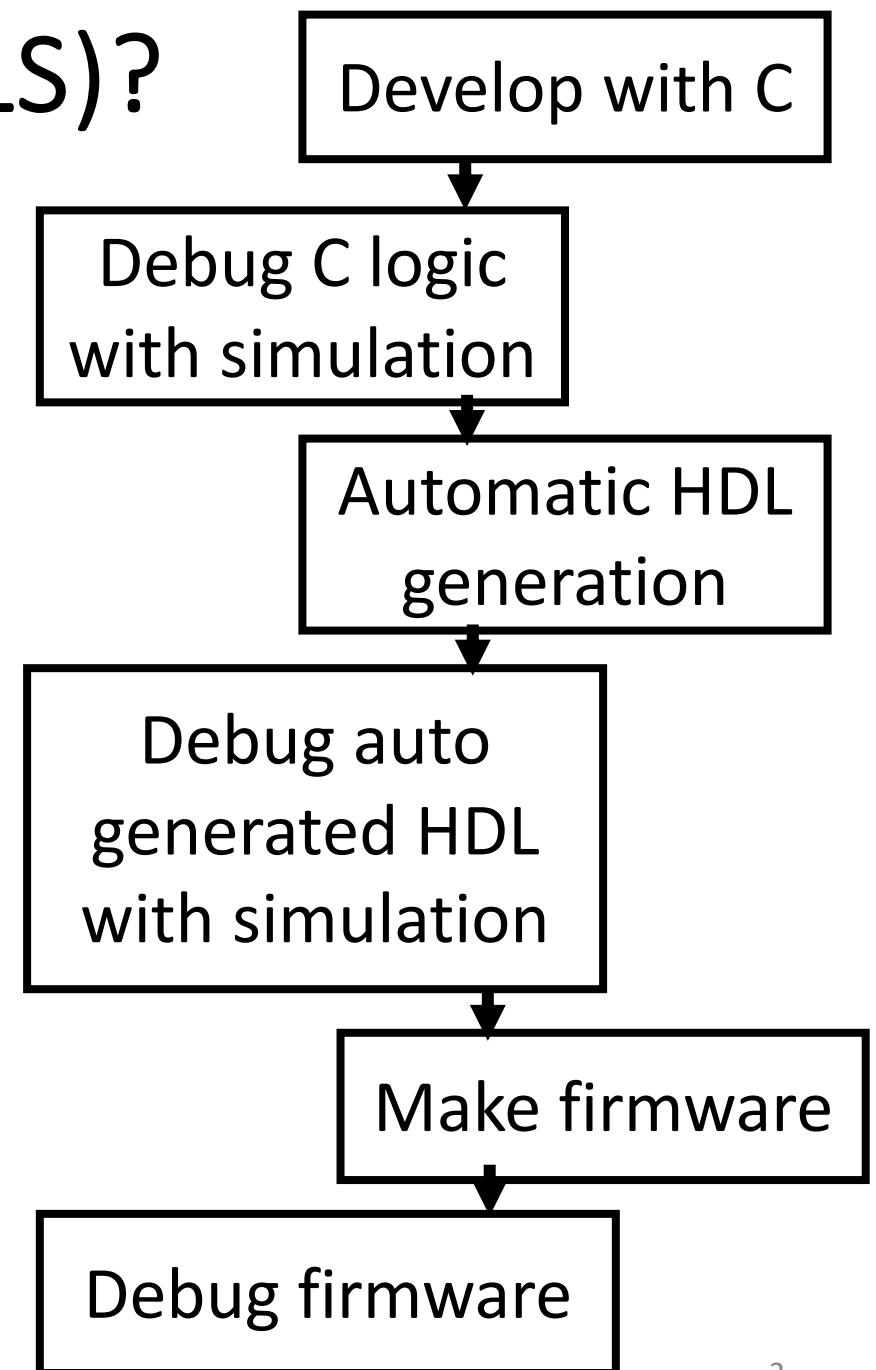 LS)?
Develop with C
Debug C logic
with simulation
Automatic HDL
generation
Debug auto
generated HDL
with simulation
Make firmware
Debug firmware